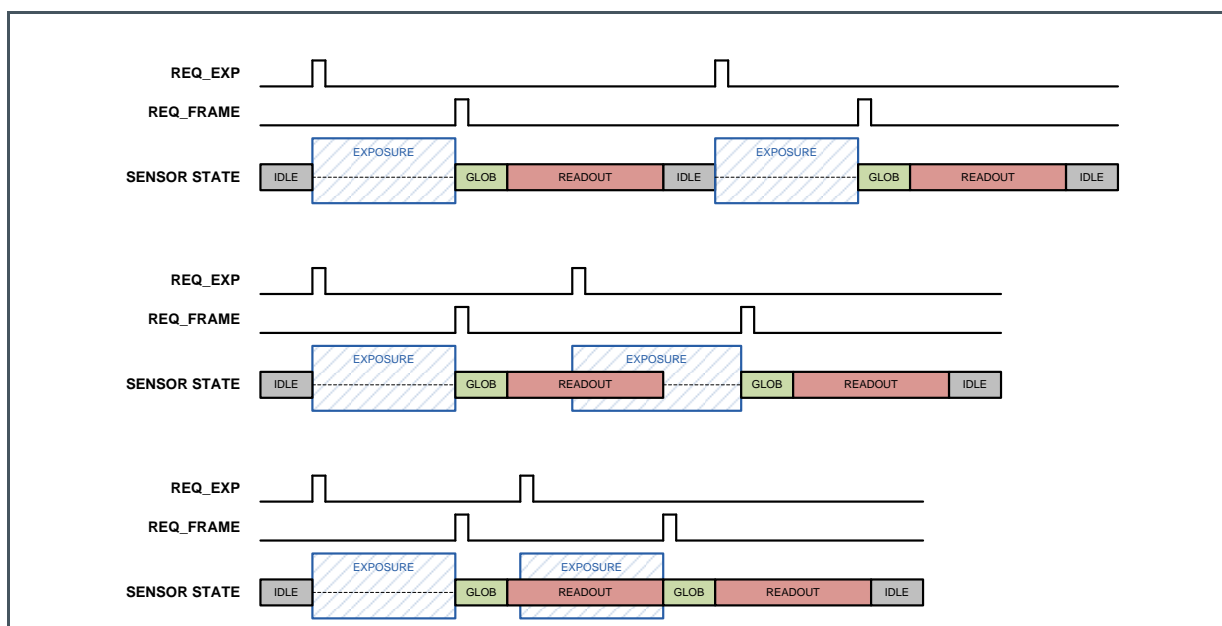 REQ_EXP
REQ_FRAME
EXPOSURE EXPOSURE
SENSOR STATE IDLE GLOB READOUT IDLE GLOB READOUT IDLE
REQ_EXP
REQ_FRAME
EXPOSURE EXPOSURE
SENSOR STATE IDLE GLOB READOUT GLOB READOUT IDLE
REQ_EXP
REQ_FRAME
EXPOSURE EXPOSURE
SENSOR STATE IDLE GLOB READOUT GLOB READOUT IDLE